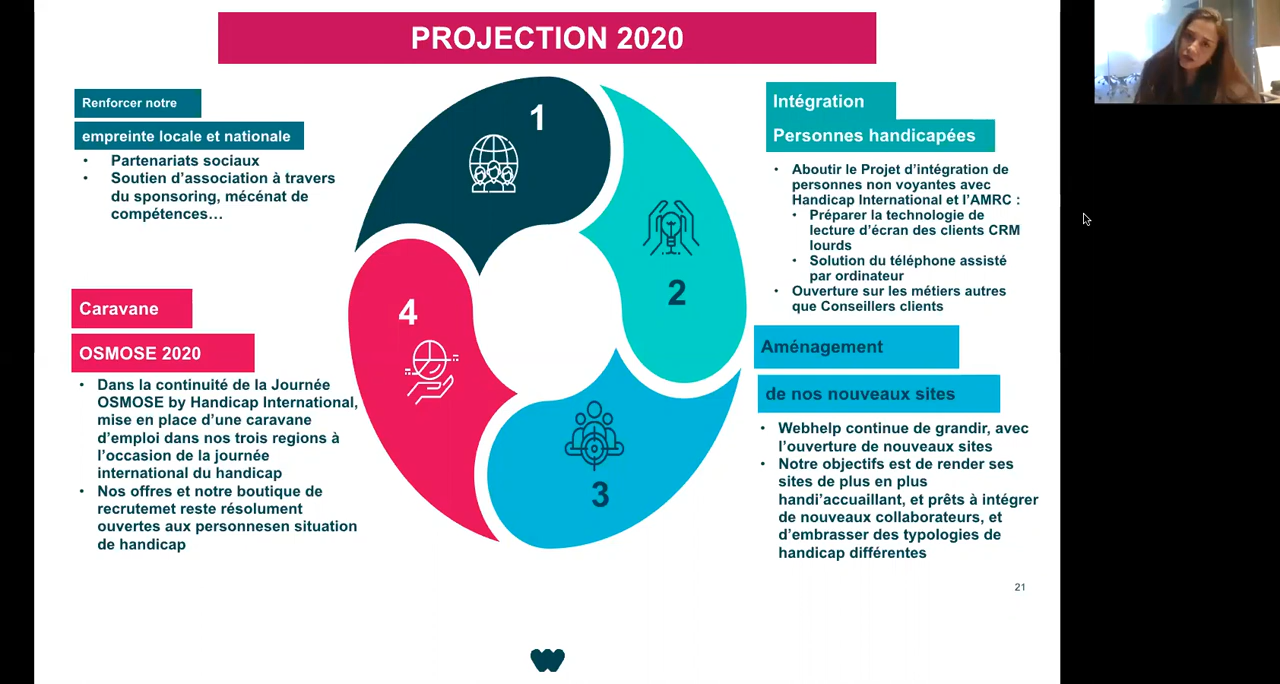 PROJECTION 2020
Renforcer notre
empreinte locale et nationale
• Partenariats sociaux
• Soutien d’association à travers
du sponsoring, mécénat de
compétences…
1
Intégration
Personnes handicapées
• Aboutir le Projet d’intégration de
personnes non voyantes avec
Handicap International et l’AMRC :
• Préparer la technologie de
lecture d’écran des clients CRM
lourds
• Solution du téléphone assisté
par ordinateur
• Ouverture sur les métiers autres
que Conseillers clients
2
Aménagement
de nos nouveaux sites
• Webhelp continue de grandir, avec
l’ouverture de nouveaux sites
• Notre objectifs est de render ses
sites de plus en plus
handi’accuaillant, et prêts à intégrer
de nouveaux collaborateurs, et
d’embrasser des typologies de
handicap différentes
3
Caravane
OSMOSE 2020
• Dans la continuité de la Journée
OSMOSE by Handicap International,
mise en place d’une caravane
d’emploi dans nos trois regions à
l’occasion de la journée
international du handicap
• Nos offres et notre boutique de
recrutemet reste résolument
ouvertes aux personnesen situation
de handicap
4
21